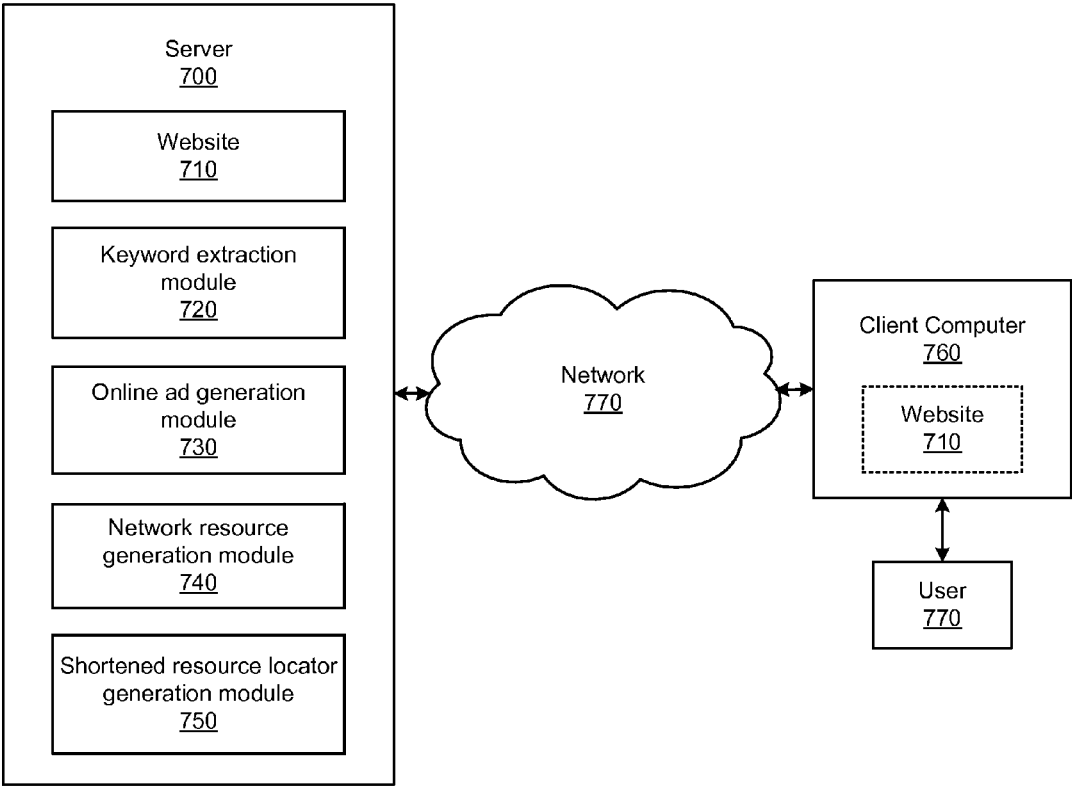 Server
700
Website
710
Keyword extraction
module
720
Online ad generation
module
730
Network resource
generation module
740
Shortened resource locator
generation module
750
Network
770
Client Computer
760
Website
710
User
770